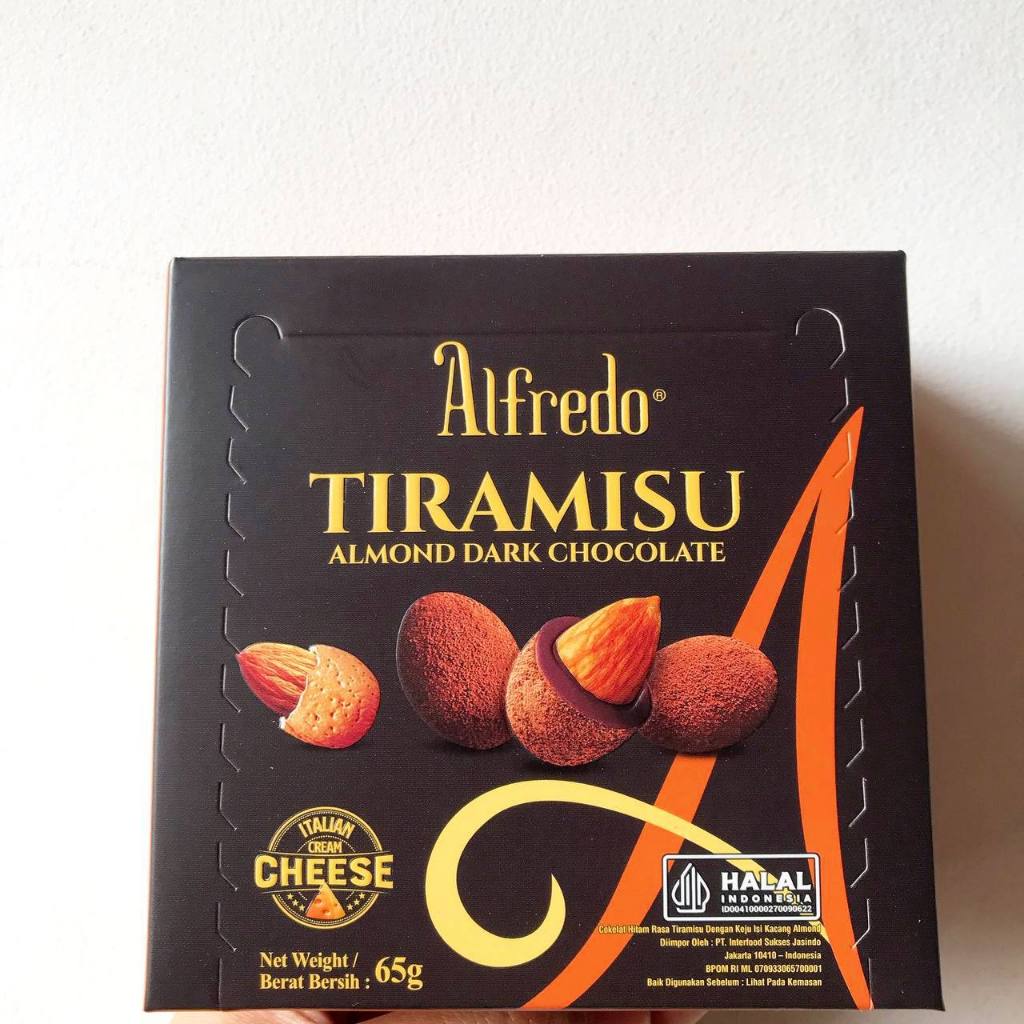 Alfredo®
TIRAMISU
ALMOND DARK CHOCOLATE
ITALIAN
CREAM
CHEESE
HALAL
INDONESIA
ID00410000270090622
Cokelat Hitam Rasa Tiramisu Dengan Keju Isi Kacang Almond
Diimpor Oleh : PT. Interfood Sukses Jasindo
Jakarta 10410 – Indonesia
BPOM RI ML 070933065700001
Baik Digunakan Sebelum : Lihat Pada Kemasan
Net Weight /
Berat Bersih : 65g